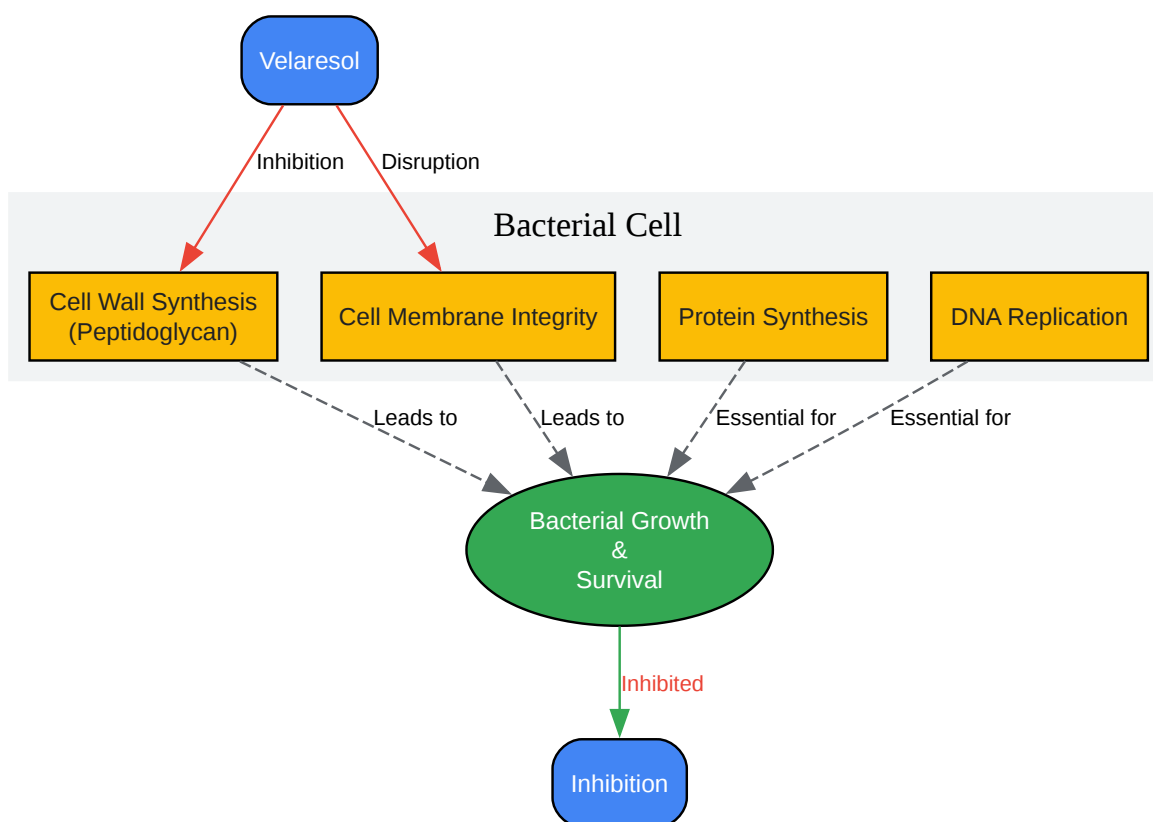 Velaresol
Inhibition
Disruption
Bacterial Cell
Cell Wall Synthesis
(Peptidoglycan)
Cell Membrane Integrity
Protein Synthesis
DNA Replication
Leads to
Leads to
Essential for
Essential for
Bacterial Growth
&
Survival
Inhibited
Inhibition